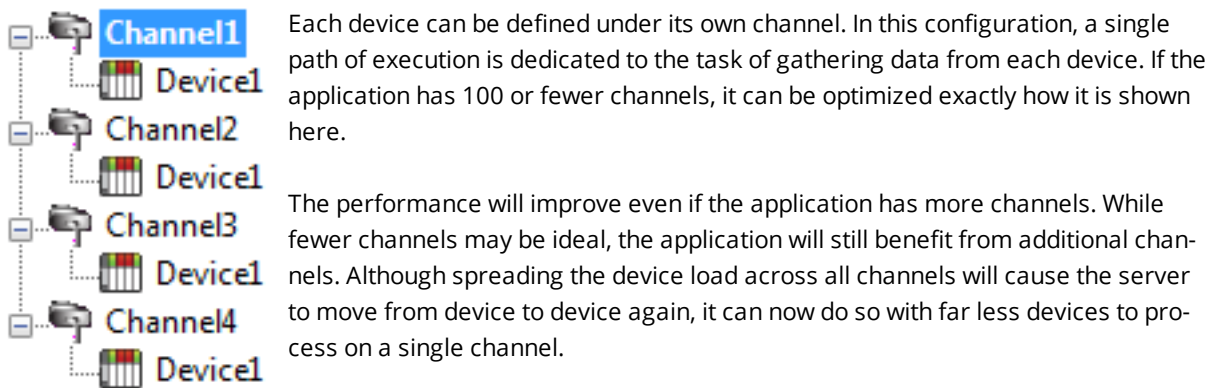 Channel1
Device1
Channel2
Device1
Channel3
Device1
Channel4
Device1
Each device can be defined under its own channel. In this configuration, a single
path of execution is dedicated to the task of gathering data from each device. If the
application has 100 or fewer channels, it can be optimized exactly how it is shown
here.
The performance will improve even if the application has more channels. While
fewer channels may be ideal, the application will still benefit from additional chan-
nels. Although spreading the device load across all channels will cause the server
to move from device to device again, it can now do so with far less devices to pro-
cess on a single channel.